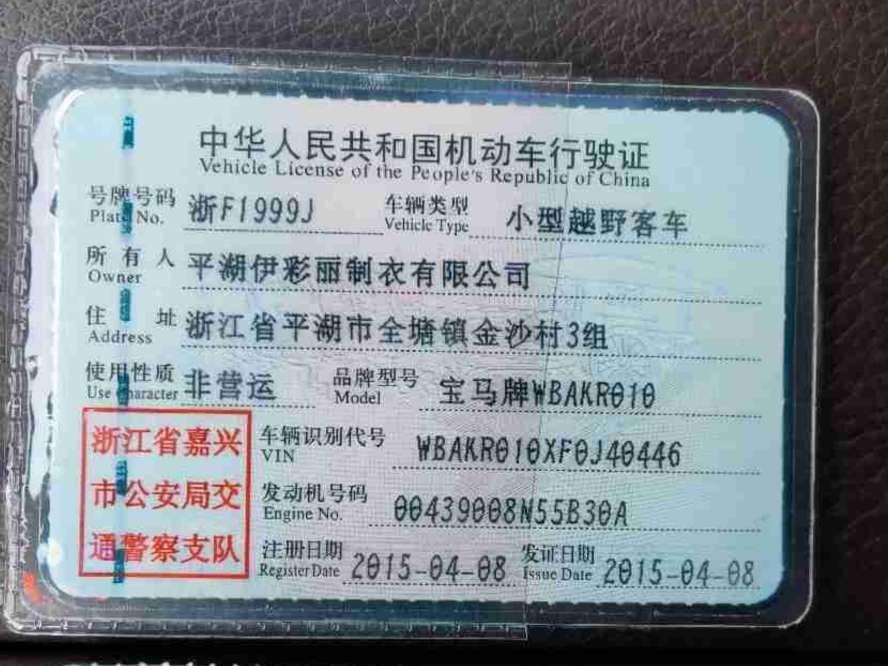 中华人民共和国机动车行驶证
Vehicle License of the People's Republic of China
号牌号码 浙F1999J 车辆类型 小型越野客车
Plate No. Vehicle Type
所有人 平湖伊彩丽制衣有限公司
Owner
住址 浙江省平湖市全塘镇金沙村3组
Address
使用性质 非营运 品牌型号 宝马牌WBAKR010
Use Character Model
浙江省嘉兴
市公安局交
通警察支队
车辆识别代号 WBAKR010XF0J40446
VIN
发动机号码 00439008N55B30A
Engine No.
注册日期 2015-04-08 发证日期 2015-04-08
Register Date Issue Date